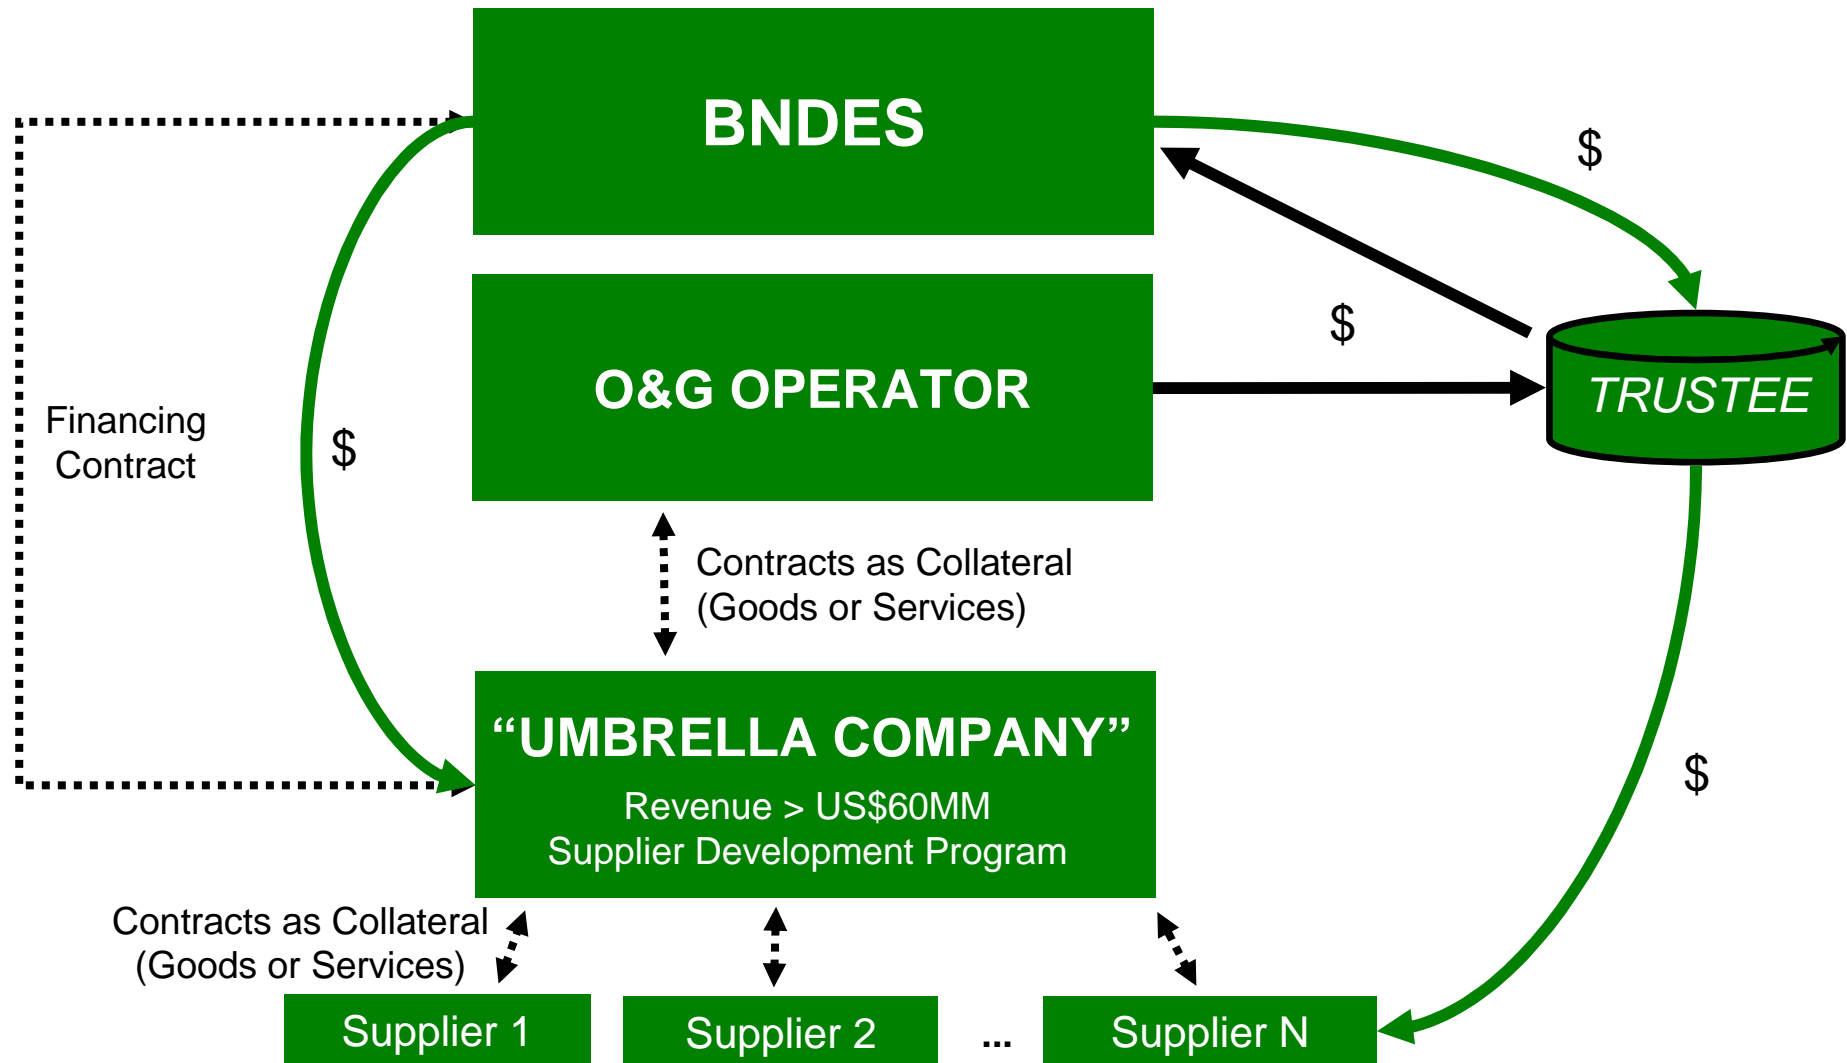 BNDES
$
$
O&G OPERATOR
TRUSTEE
Financing
Contract
$
Contracts as Collateral
(Goods or Services)
“UMBRELLA COMPANY”
Revenue > US$60MM
Supplier Development Program
$
Contracts as Collateral
(Goods or Services)
Supplier 1
Supplier 2
...
Supplier N